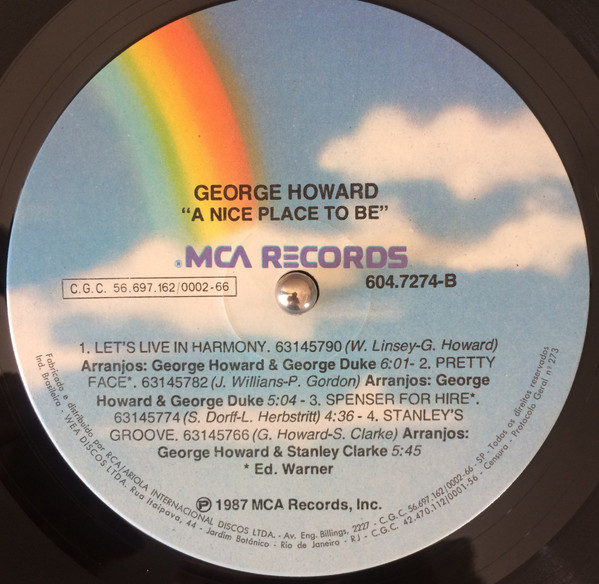 GEORGE HOWARD
"A NICE PLACE TO BE"
®MCA RECORDS
C.G.C. 56.697.162/0002-66
604.7274-B
1. LET'S LIVE IN HARMONY. 63145790 (W. Linsey-G. Howard)
Arranjos: George Howard & George Duke 6:01- 2. PRETTY
FACE*. 63145782 (J. Willians-P. Gordon) Arranjos: George
Howard & George Duke 5:04 - 3. SPENSER FOR HIRE*.
63145774 (S. Dorff-L. Herbstritt) 4:36 - 4. STANLEY'S
GROOVE. 63145766 (G. Howard-S. Clarke) Arranjos:
George Howard & Stanley Clarke 5:45
* Ed. Warner
℗ 1987 MCA Records, Inc.
Fabricado e distribuido por RCA/ARIOLA INTERNACIONAL DISCOS LTDA. - Av. Eng. Billings, 2227 - C.G.C. 56.697.162/0002-66 - SP - Todos os direitos reservados
Ind. Brasileira - WEA DISCOS LTDA. Rua Itaipava, 44 - Jardim Botânico - Rio de Janeiro - RJ - C.G.C. 42.470.112/0001-56 - Censura - Protocolo Geral nº 273